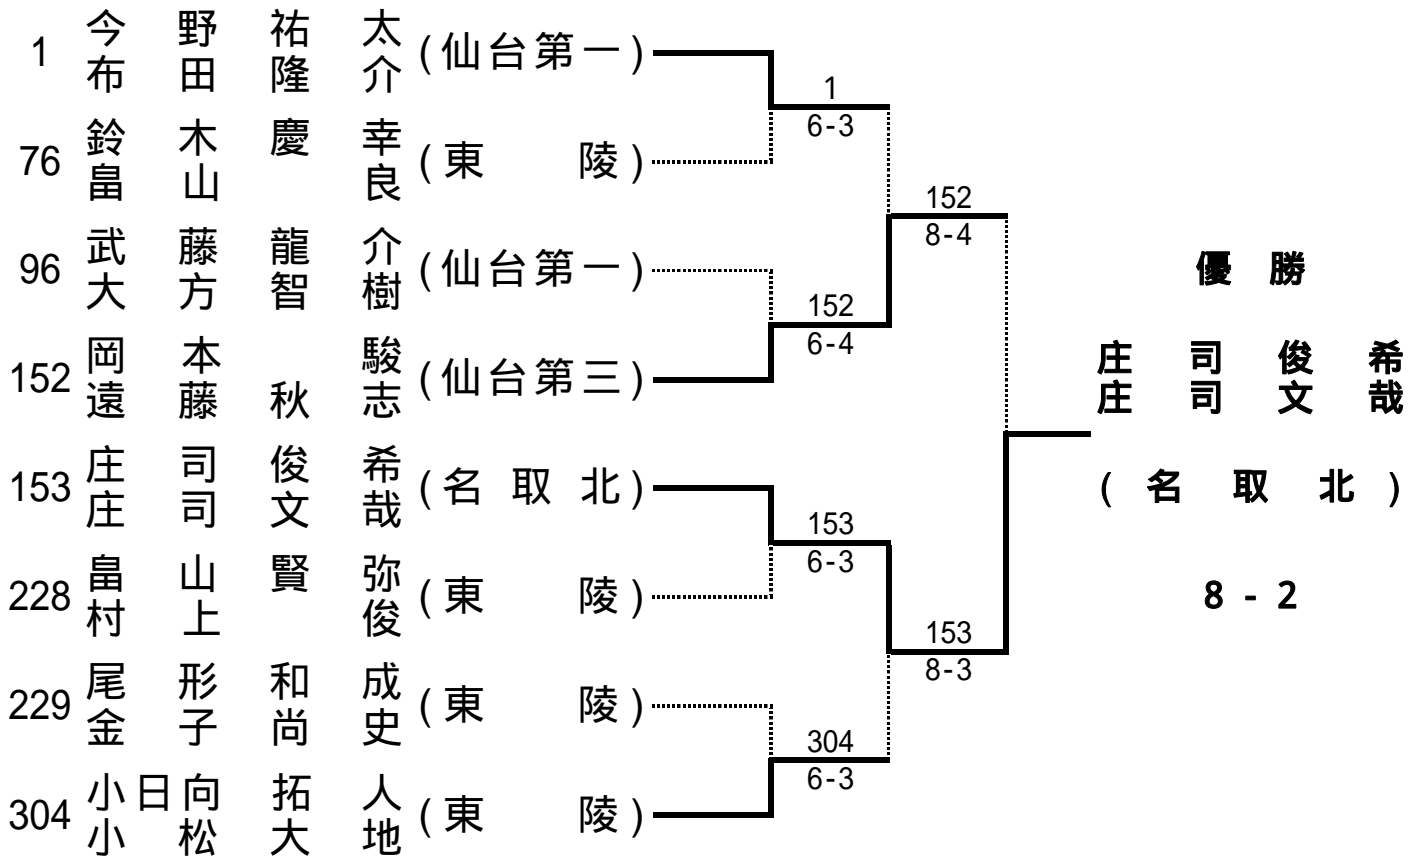 1 今野祐太 (仙台第一)
布田隆介
76 鈴木慶幸 (東陵)
畠山良
96 武藤龍介 (仙台第一)
大方智樹
152 岡本駿 (仙台第三)
遠藤秋志
153 庄司俊希 (名取北)
庄司文哉
228 畠山賢弥 (東陵)
村上俊
229 尾形和成 (東陵)
金子尚史
304 小日向拓人 (東陵)
小松大地
1
6-3
152
6-4
153
6-3
304
6-3
152
8-4
153
8-3
優勝
庄司俊希
庄司文哉
(名取北)
8-2